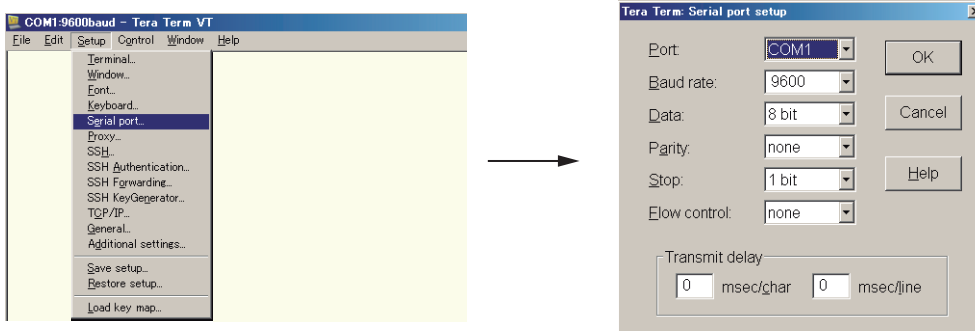 COM1:9600baud - Tera Term VT
File Edit Setup Control Window Help
Terminal...
Window...
Font...
Keyboard...
Serial port...
Proxy...
SSH...
SSH Authentication...
SSH Forwarding...
SSH KeyGenerator...
TCP/IP...
General...
Additional settings...
Save setup...
Restore setup...
Load key map...
Tera Term: Serial port setup
Port: COM1
OK
Baud rate: 9600
Data: 8 bit
Cancel
Parity: none
Stop: 1 bit
Help
Flow control: none
Transmit delay
0 msec/char 0 msec/line